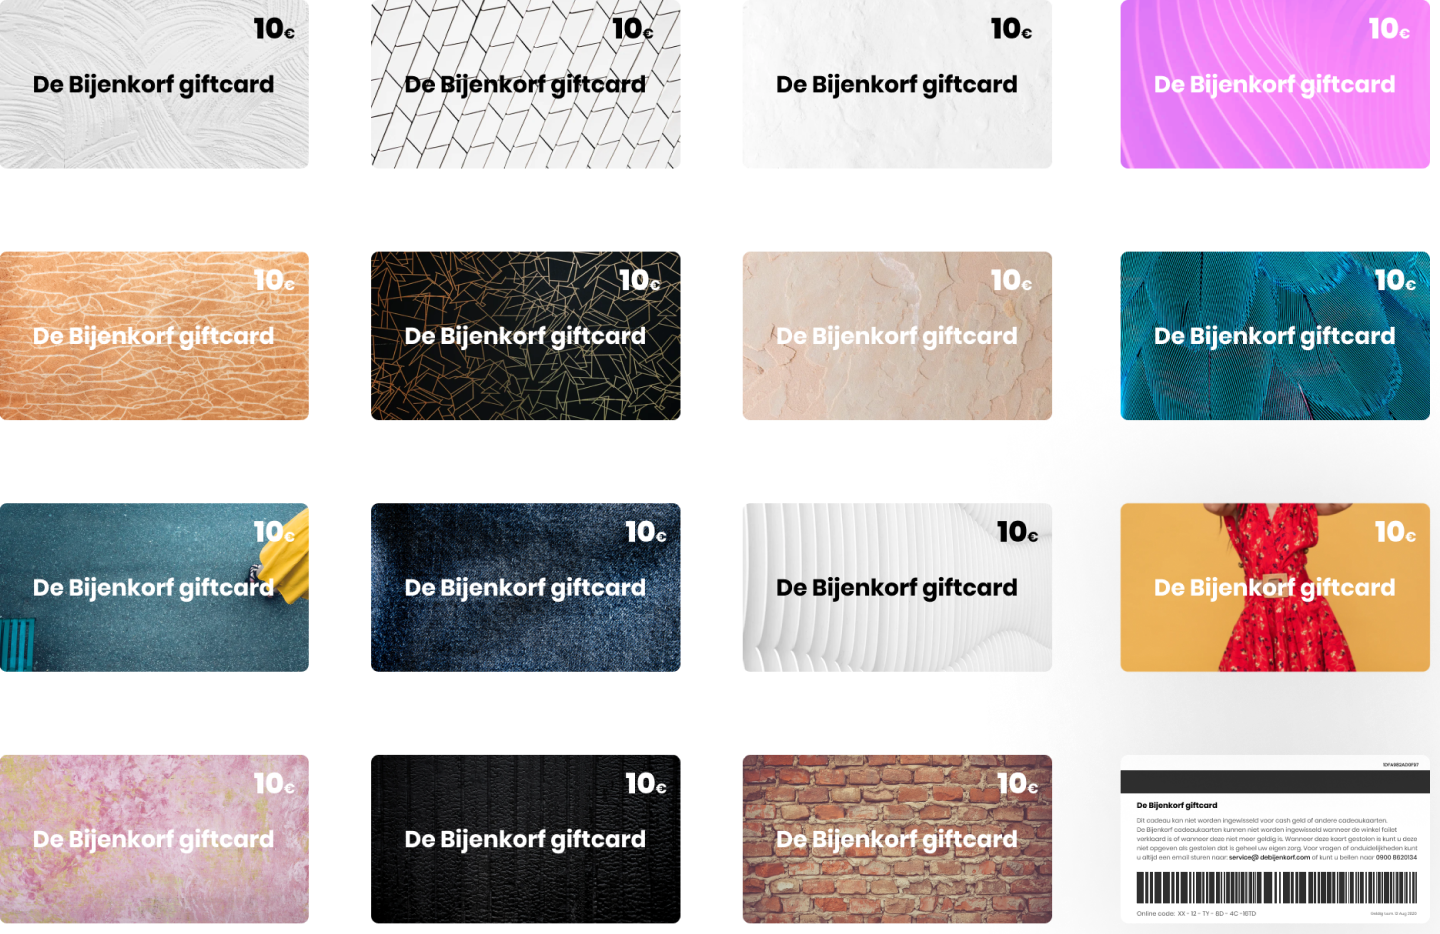 10€
De Bijenkorf giftcard
10€
De Bijenkorf giftcard
10€
De Bijenkorf giftcard
10€
De Bijenkorf giftcard
10€
De Bijenkorf giftcard
10€
De Bijenkorf giftcard
10€
De Bijenkorf giftcard
10€
De Bijenkorf giftcard
10€
De Bijenkorf giftcard
10€
De Bijenkorf giftcard
10€
De Bijenkorf giftcard
10€
De Bijenkorf giftcard
10€
De Bijenkorf giftcard
10€
De Bijenkorf giftcard
10€
De Bijenkorf giftcard
De Bijenkorf giftcard
Dit cadeau kan niet worden ingewisseld voor cash geld of andere cadeaukaarten.
De Bijenkorf cadeaukaarten kunnen niet worden ingewisseld wanneer de winkel failiet
verklaard is of wanneer deze niet meer geldig is. Wanneer deze kaart gestolen is kunt u deze
niet opgeven als gestolen dat is geheel uw eigen zorg. Voor vragen of onduidelijkheden kunt
u altijd een email sturen naar: service@ debijenkorf.com of kunt u bellen naar 0900 8620134
Online code: XX - 12 - TY - 8D - 4C -16TD